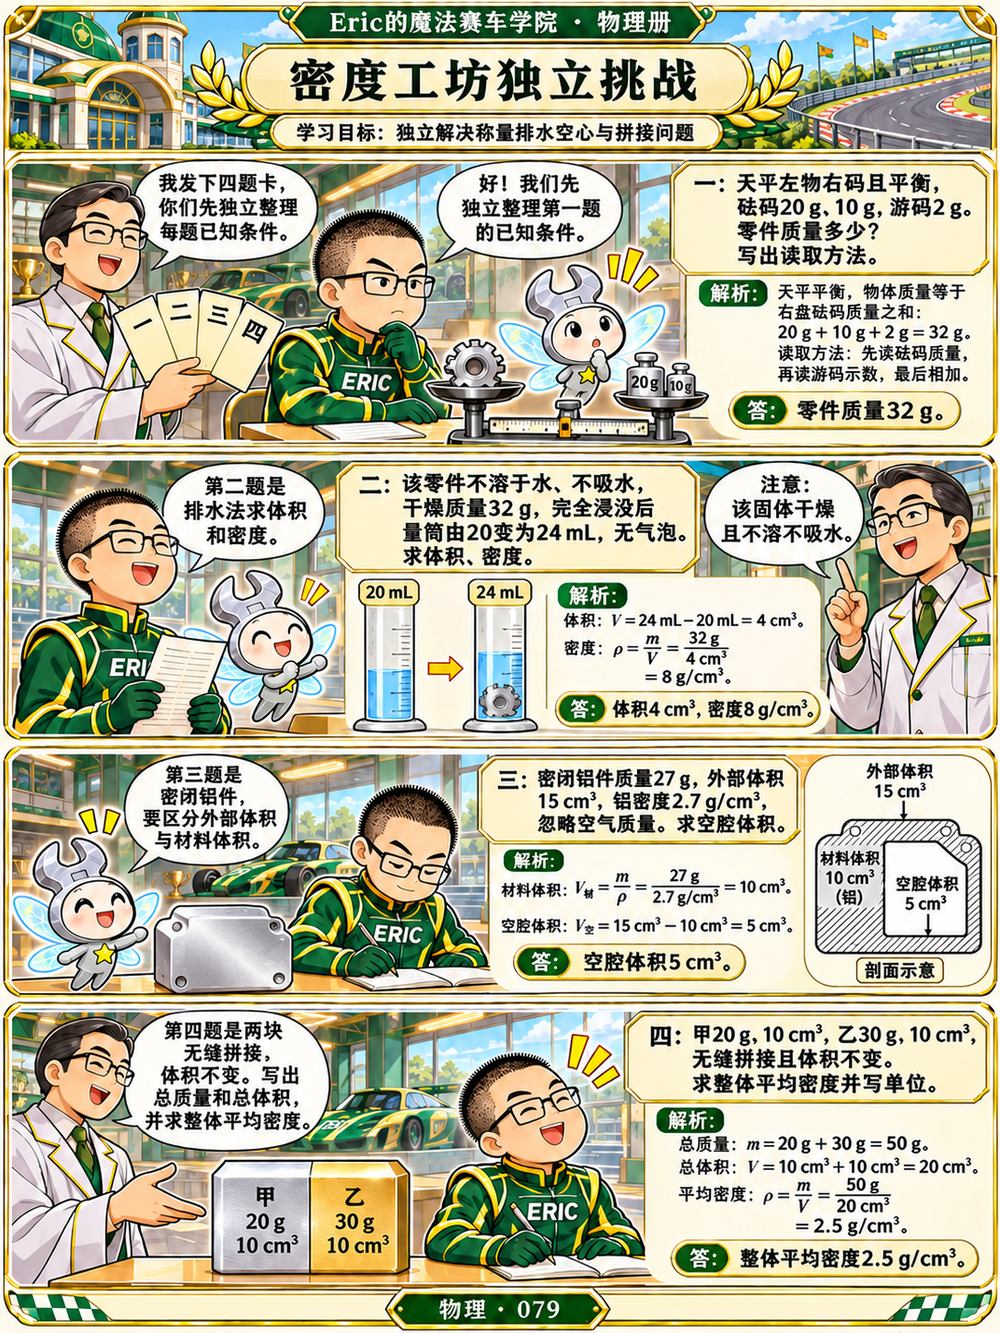 Eric的魔法赛车学院 · 物理册
密度工坊独立挑战
学习目标：独立解决称量排水空心与拼接问题
我发下四题卡，
你们先独立整理
每题已知条件。
一
二
三
四
好！我们先
独立整理第一题
的已知条件。
ERIC
20g
10g
一：天平左物右码且平衡，
砝码20 g、10 g，游码2 g。
零件质量多少？
写出读取方法。
解析：
天平平衡，物体质量等于
右盘砝码质量之和：
20 g + 10 g + 2 g = 32 g。
读取方法：先读砝码质量，
再读游码示数，最后相加。
答： 零件质量32 g。
第二题是
排水法求体积
和密度。
ERIC
二：该零件不溶于水、不吸水，
干燥质量32 g，完全浸没后
量筒由20变为24 mL，无气泡。
求体积、密度。
注意：
该固体干燥
且不溶不吸水。
20 mL
24 mL
解析：
体积：V = 24 mL − 20 mL = 4 cm³。
密度：ρ = m/V = 32 g/4 cm³
= 8 g/cm³。
答： 体积4 cm³, 密度8 g/cm³。
第三题是
密闭铝件，
要区分外部体积
与材料体积。
ERIC
三：密闭铝件质量27 g，外部体积
15 cm³，铝密度2.7 g/cm³，
忽略空气质量。求空腔体积。
解析：
材料体积：V材 = m/ρ = 27 g/2.7 g/cm³ = 10 cm³。
空腔体积：V空 = 15 cm³ − 10 cm³ = 5 cm³。
答： 空腔体积5 cm³。
外部体积
15 cm³
材料体积
10 cm³
（铝）
空腔体积
5 cm³
剖面示意
第四题是两块
无缝拼接，
体积不变。写出
总质量和总体积，
并求整体平均密度。
甲
20 g
10 cm³
乙
30 g
10 cm³
ERIC
四：甲20 g, 10 cm³, 乙30 g, 10 cm³,
无缝拼接且体积不变。
求整体平均密度并写单位。
解析：
总质量：m = 20 g + 30 g = 50 g。
总体积：V = 10 cm³ + 10 cm³ = 20 cm³。
平均密度：ρ = m/V = 50 g/20 cm³
= 2.5 g/cm³。
答： 整体平均密度2.5 g/cm³。
物理 · 079